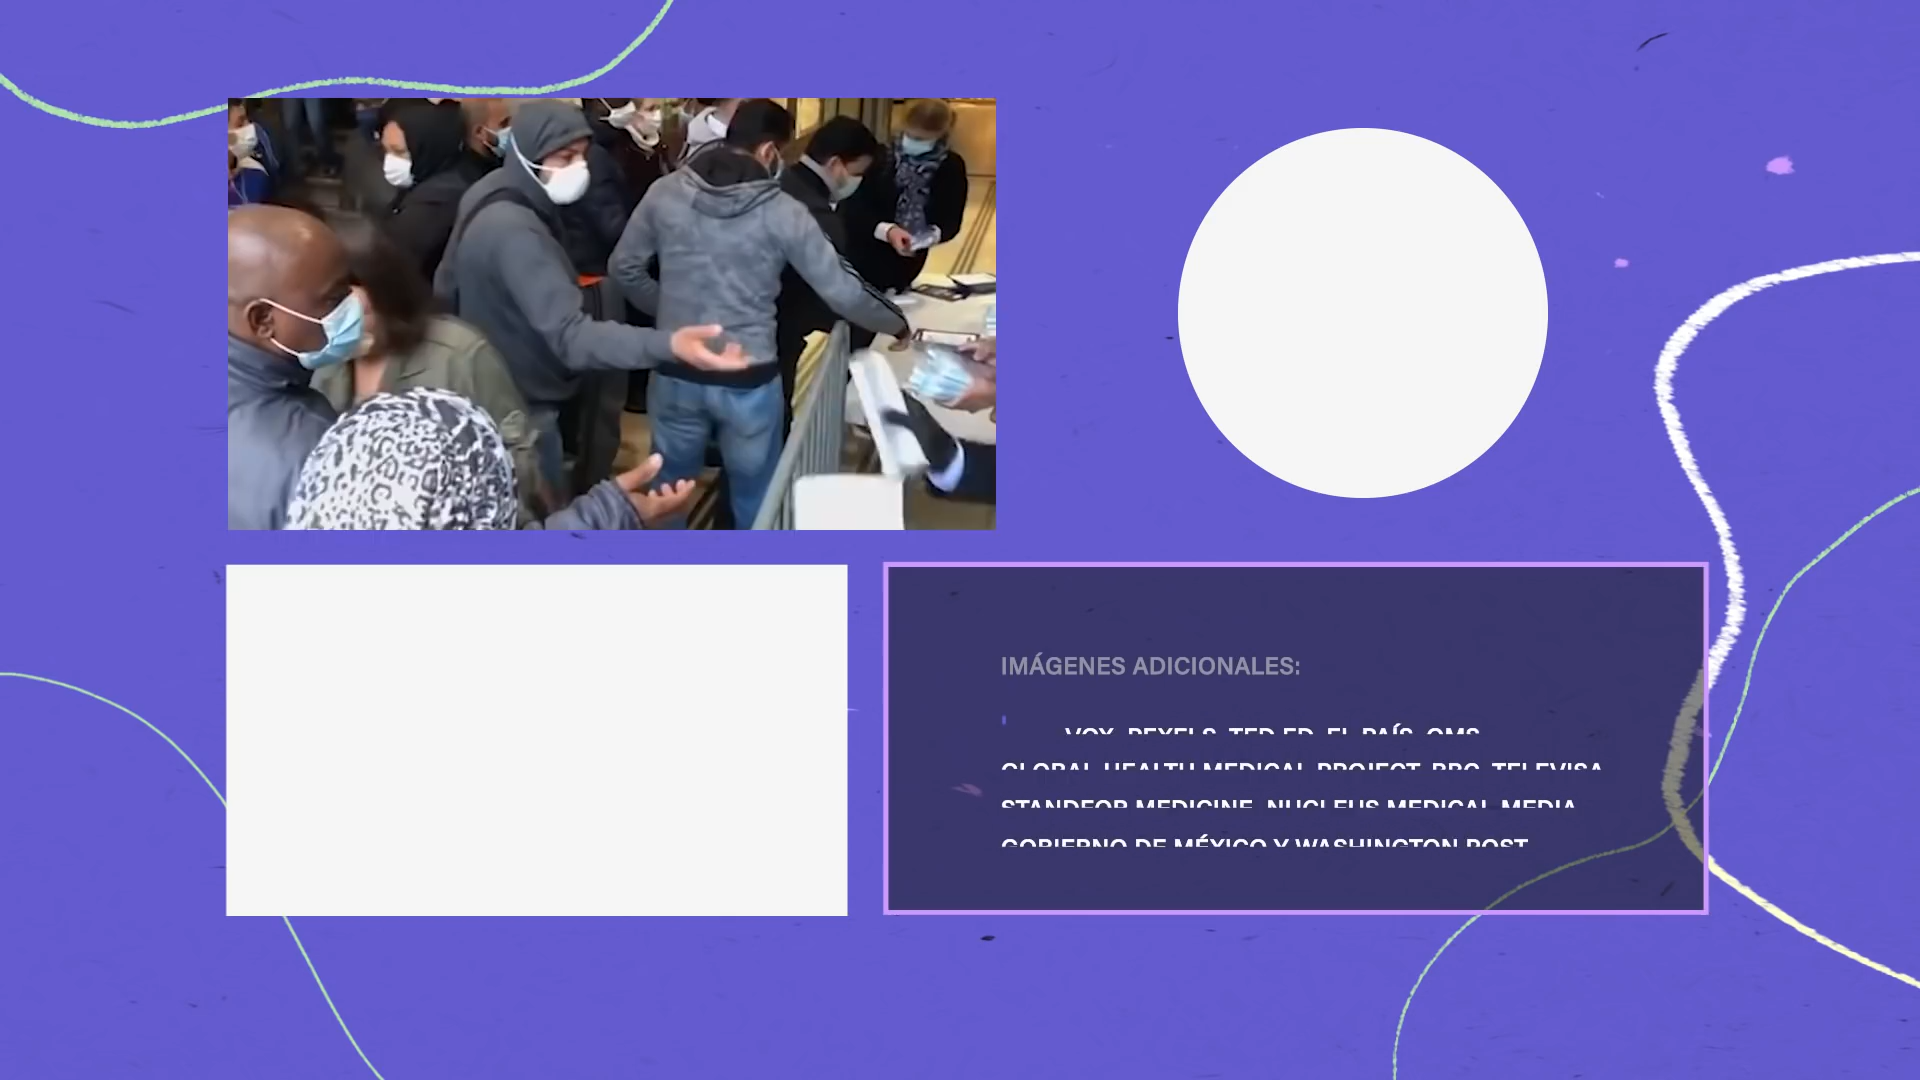 IMÁGENES ADICIONALES:
VOX, PEXELS, TED ED, EL PAÍS, OMS,
GLOBAL HEALTH MEDICAL PROJECT, BBC, TELEVISA,
STANDFOR MEDICINE, NUCLEUS MEDICAL MEDIA,
GOBIERNO DE MÉXICO Y WASHINGTON POST